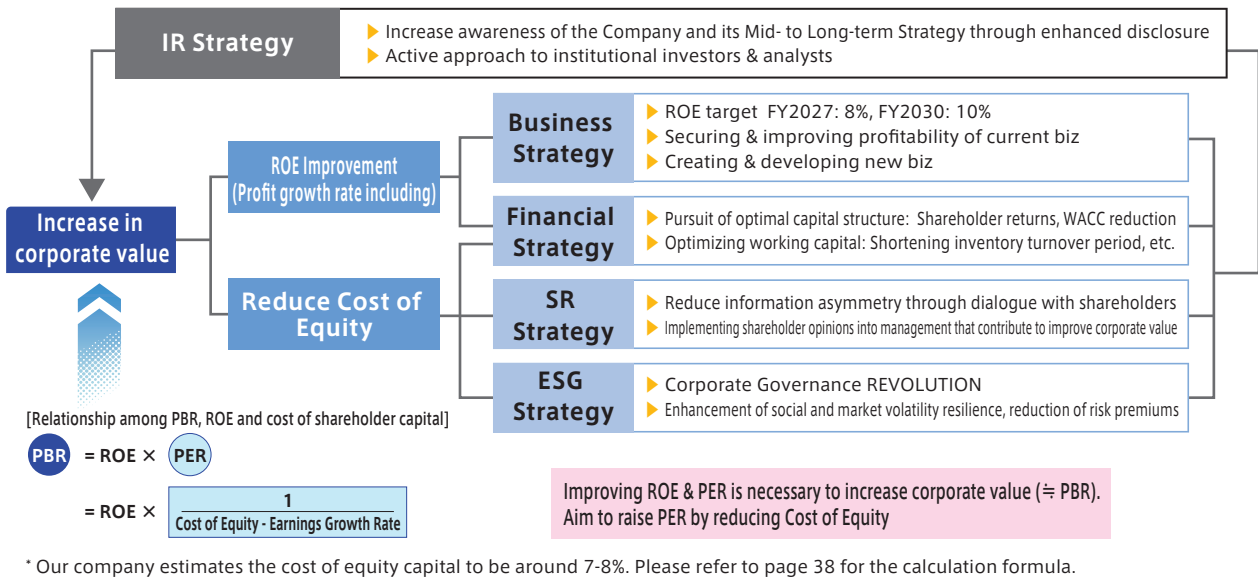 IR Strategy
▶ Increase awareness of the Company and its Mid- to Long-term Strategy through enhanced disclosure
▶ Active approach to institutional investors & analysts
Business
Strategy
▶ ROE target FY2027: 8%, FY2030: 10%
▶ Securing & improving profitability of current biz
▶ Creating & developing new biz
ROE Improvement
(Profit growth rate including)
Financial
Strategy
▶ Pursuit of optimal capital structure: Shareholder returns, WACC reduction
▶ Optimizing working capital: Shortening inventory turnover period, etc.
Increase in
corporate value
Reduce Cost of
Equity
SR
Strategy
▶ Reduce information asymmetry through dialogue with shareholders
▶ Implementing shareholder opinions into management that contribute to improve corporate value
ESG
Strategy
▶ Corporate Governance REVOLUTION
▶ Enhancement of social and market volatility resilience, reduction of risk premiums
[Relationship among PBR, ROE and cost of shareholder capital]
PBR = ROE × PER
= ROE × 1
Cost of Equity - Earnings Growth Rate
Improving ROE & PER is necessary to increase corporate value (≒ PBR).
Aim to raise PER by reducing Cost of Equity
* Our company estimates the cost of equity capital to be around 7-8%. Please refer to page 38 for the calculation formula.